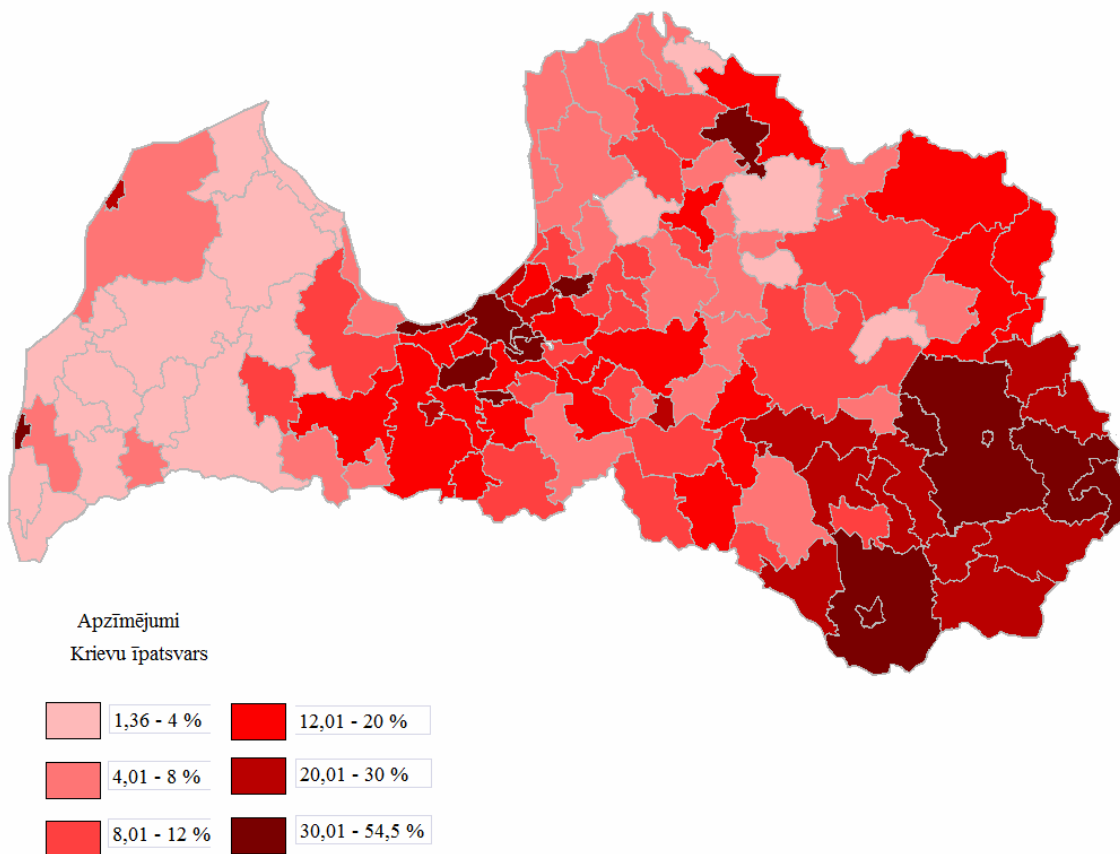 Apzīmējumi
Krievu īpatsvars
1,36 - 4 %
4,01 - 8 %
8,01 - 12 %
12,01 - 20 %
20,01 - 30 %
30,01 - 54,5 %